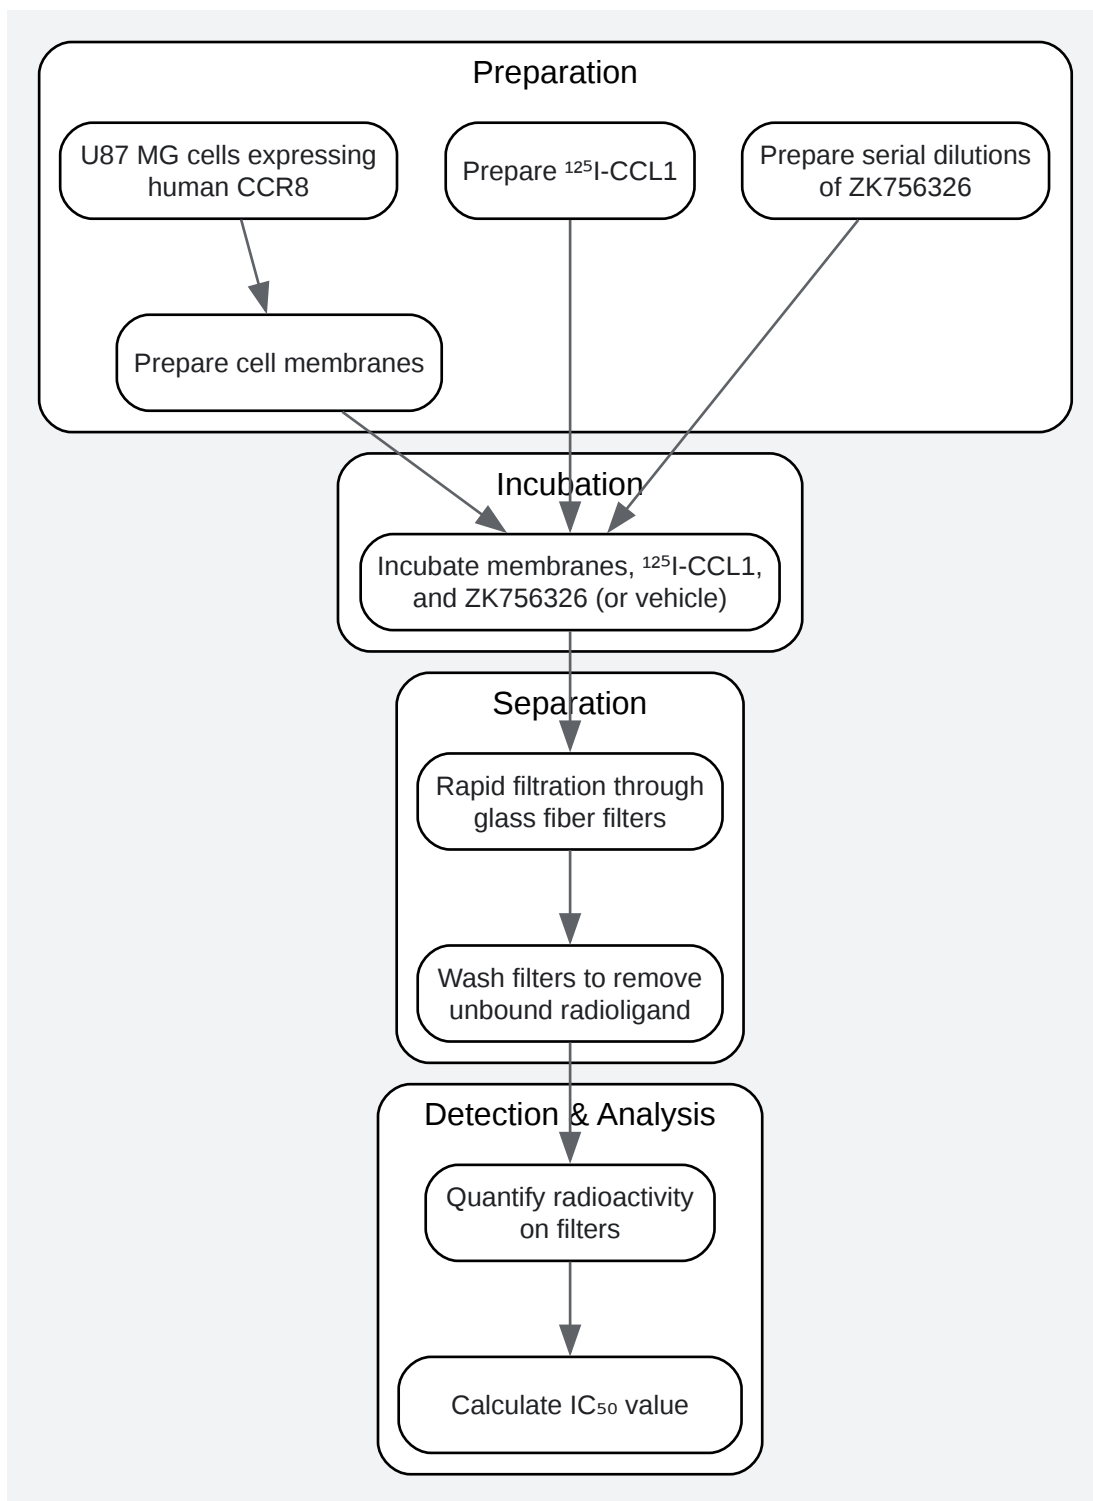 Preparation
U87 MG cells expressing
human CCR8
Prepare ¹²⁵I-CCL1
Prepare serial dilutions
of ZK756326
Prepare cell membranes
Incubation
Incubate membranes, ¹²⁵I-CCL1,
and ZK756326 (or vehicle)
Separation
Rapid filtration through
glass fiber filters
Wash filters to remove
unbound radioligand
Detection & Analysis
Quantify radioactivity
on filters
Calculate IC₅₀ value